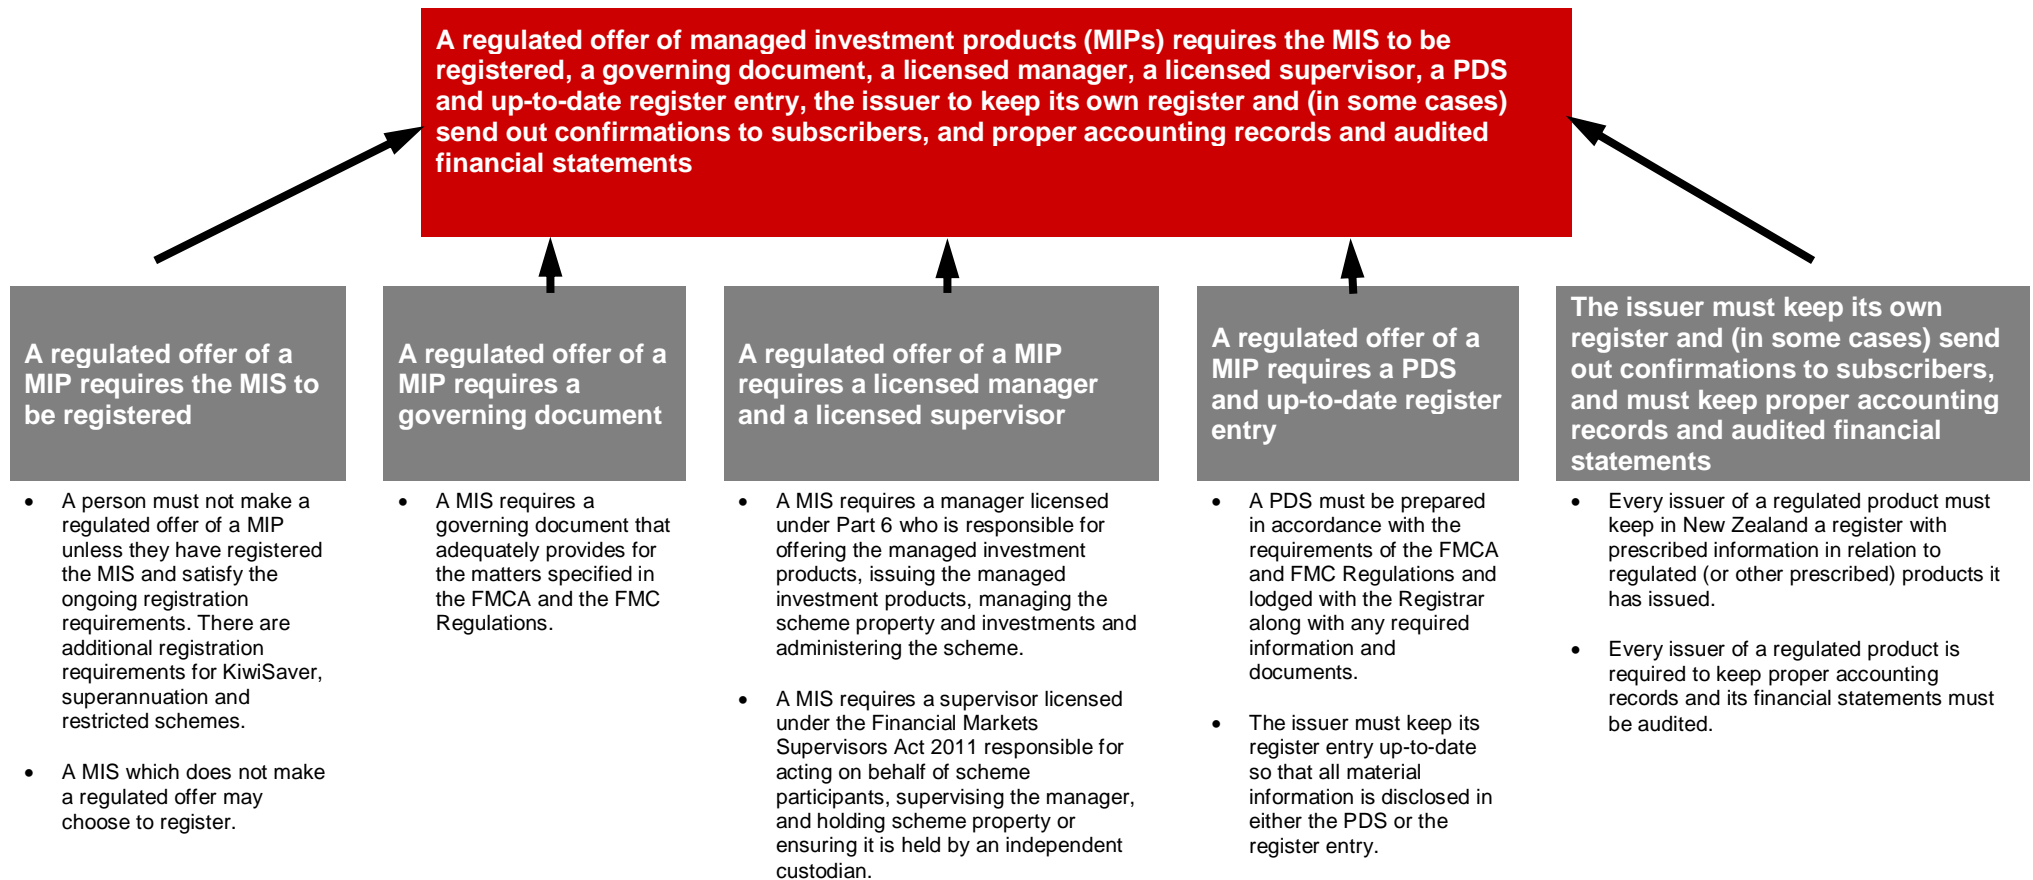 A regulated offer of managed investment products (MIPs) requires the MIS to be
registered, a governing document, a licensed manager, a licensed supervisor, a PDS
and up-to-date register entry, the issuer to keep its own register and (in some cases)
send out confirmations to subscribers, and proper accounting records and audited
financial statements
A regulated offer of a
MIP requires the MIS to
be registered
• A person must not make a
regulated offer of a MIP
unless they have registered
the MIS and satisfy the
ongoing registration
requirements. There are
additional registration
requirements for KiwiSaver,
superannuation and
restricted schemes.
• A MIS which does not make
a regulated offer may
choose to register.
A regulated offer of a
MIP requires a
governing document
• A MIS requires a
governing document that
adequately provides for
the matters specified in
the FMCA and the FMC
Regulations.
A regulated offer of a MIP
requires a licensed manager
and a licensed supervisor
• A MIS requires a manager licensed
under Part 6 who is responsible for
offering the managed investment
products, issuing the managed
investment products, managing the
scheme property and investments and
administering the scheme.
• A MIS requires a supervisor licensed
under the Financial Markets
Supervisors Act 2011 responsible for
acting on behalf of scheme
participants, supervising the manager,
and holding scheme property or
ensuring it is held by an independent
custodian.
A regulated offer of a
MIP requires a PDS
and up-to-date register
entry
• A PDS must be prepared
in accordance with the
requirements of the FMCA
and FMC Regulations and
lodged with the Registrar
along with any required
information and
documents.
• The issuer must keep its
register entry up-to-date
so that all material
information is disclosed in
either the PDS or the
register entry.
The issuer must keep its own
register and (in some cases) send
out confirmations to subscribers,
and must keep proper accounting
records and audited financial
statements
• Every issuer of a regulated product must
keep in New Zealand a register with
prescribed information in relation to
regulated (or other prescribed) products it
has issued.
• Every issuer of a regulated product is
required to keep proper accounting
records and its financial statements must
be audited.